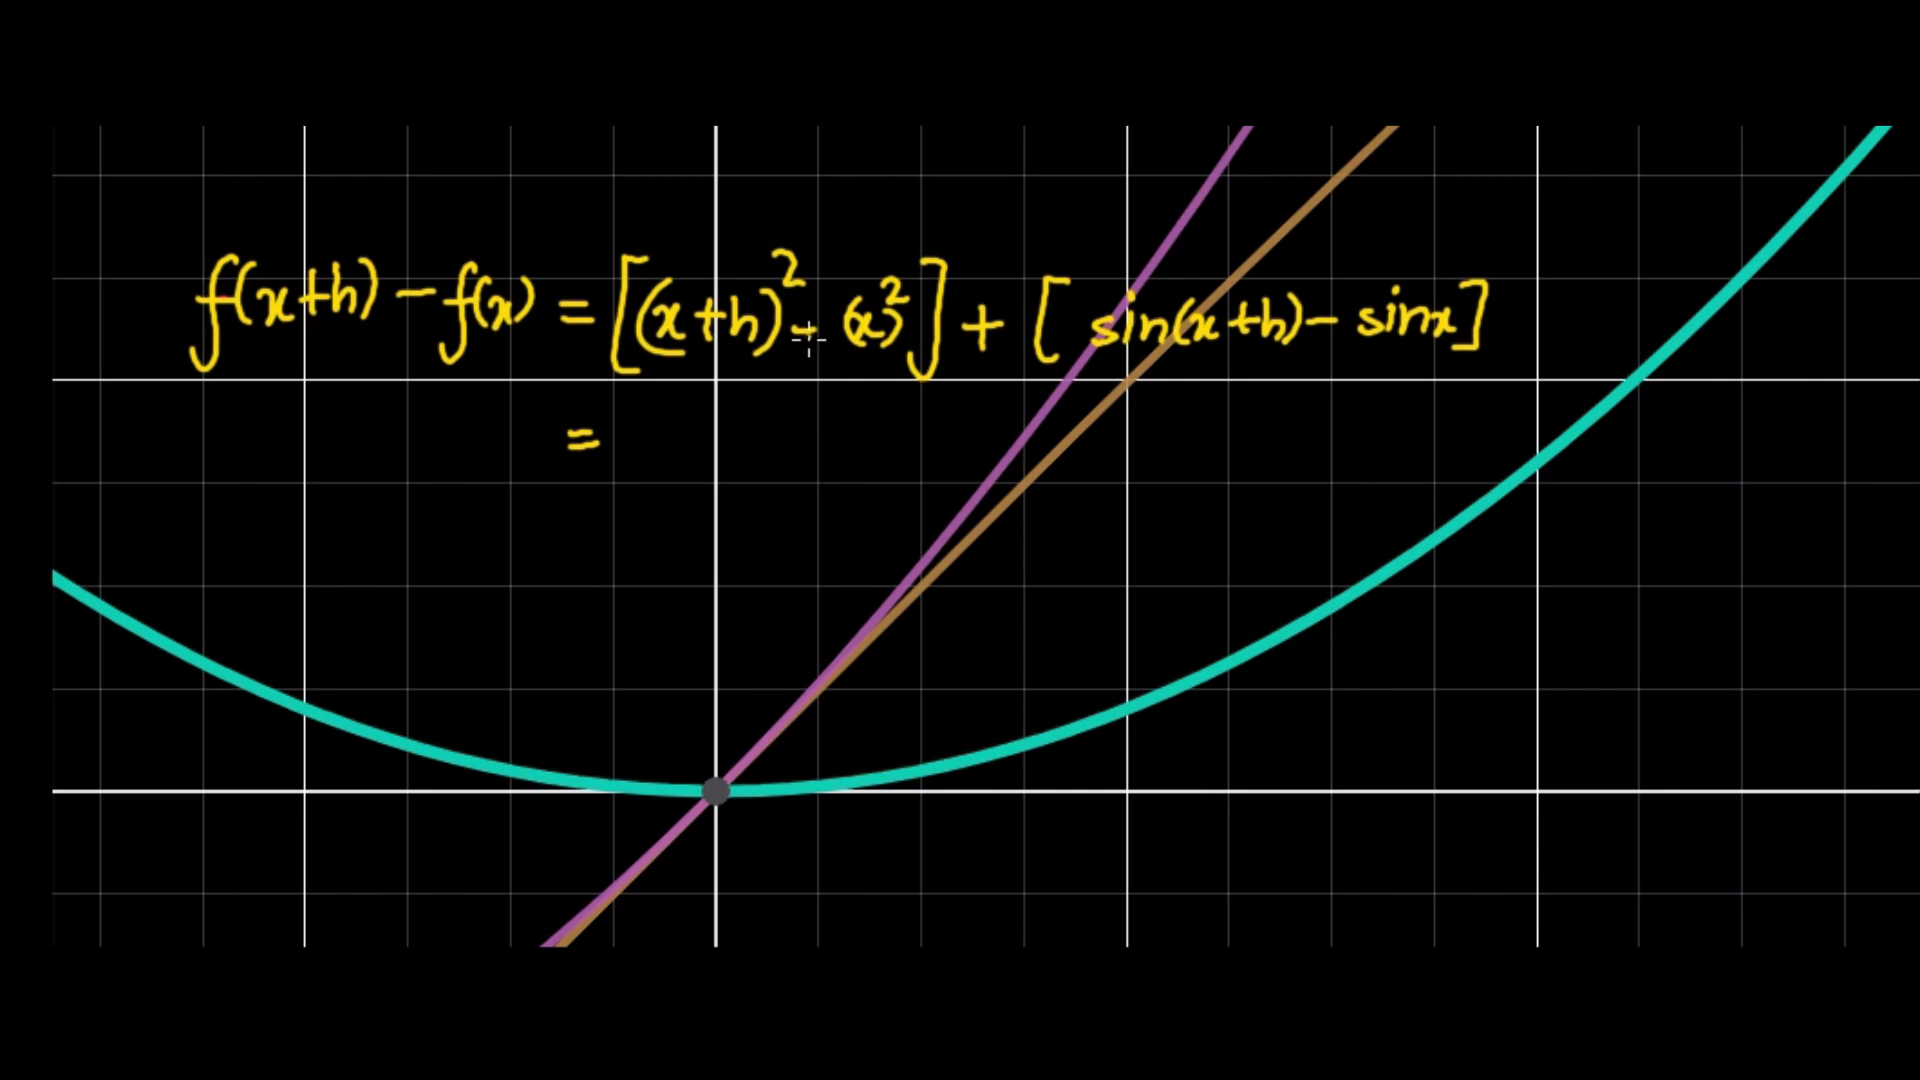 f(x+h) - f(x) = [(x+h)² - (x)²] + [ sin(x+h) - sinx]
=